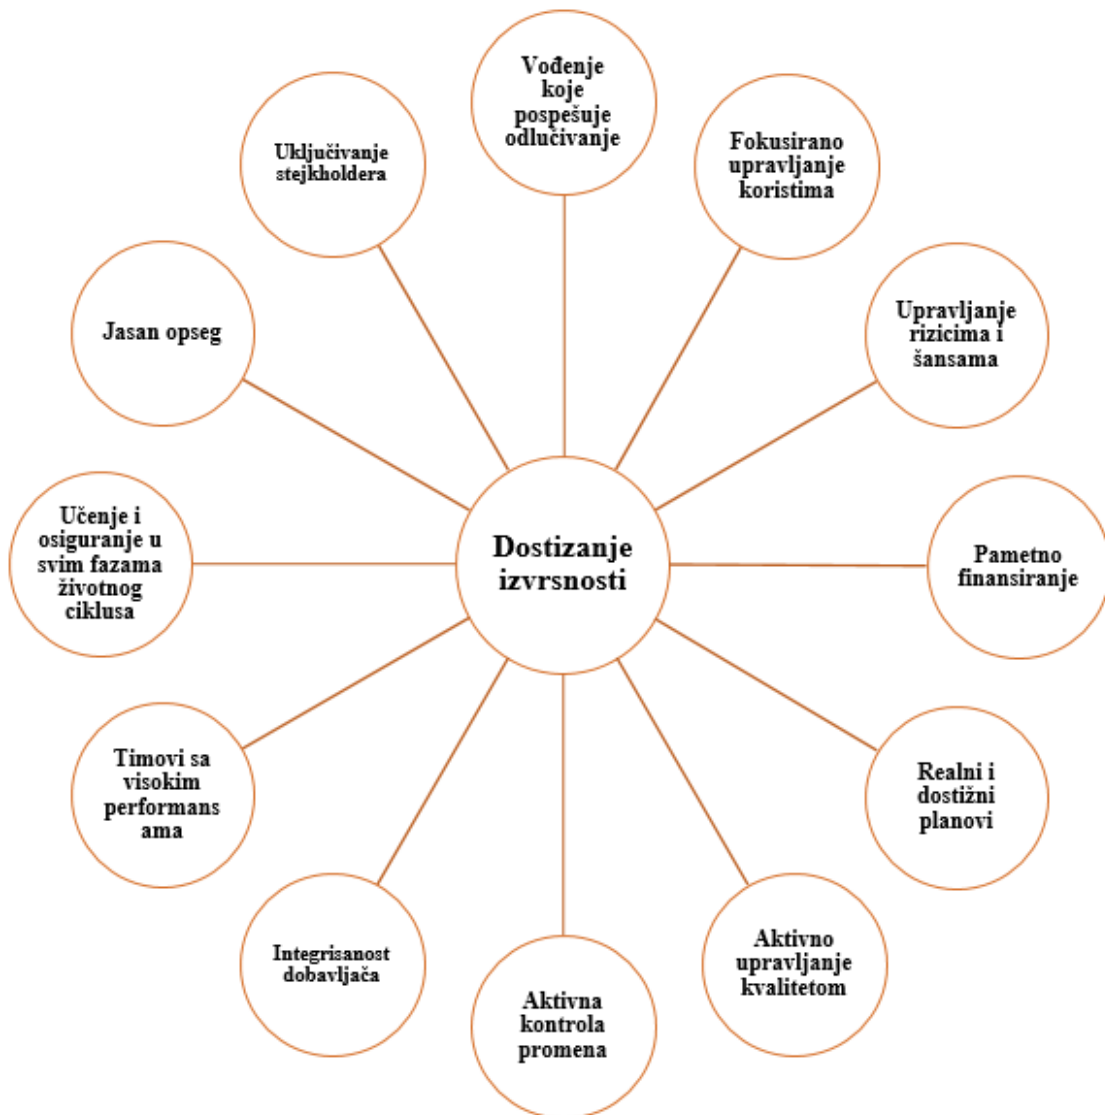 Vođenje
koje
pospešuje
odlučivanje
Fokusirano
upravljanje
koristima
Upravljanje
rizicima i
šansama
Pametno
finansiranje
Realni i
dostižni
planovi
Aktivno
upravljanje
kvalitetom
Aktivna
kontrola
promena
Integrisanost
dobavljača
Timovi sa
visokim
performans
ama
Učenje i
osiguranje u
svim fazama
životnog
ciklusa
Jasan opseg
Uključivanje
stejkholdera
Dostizanje
izvrsnosti